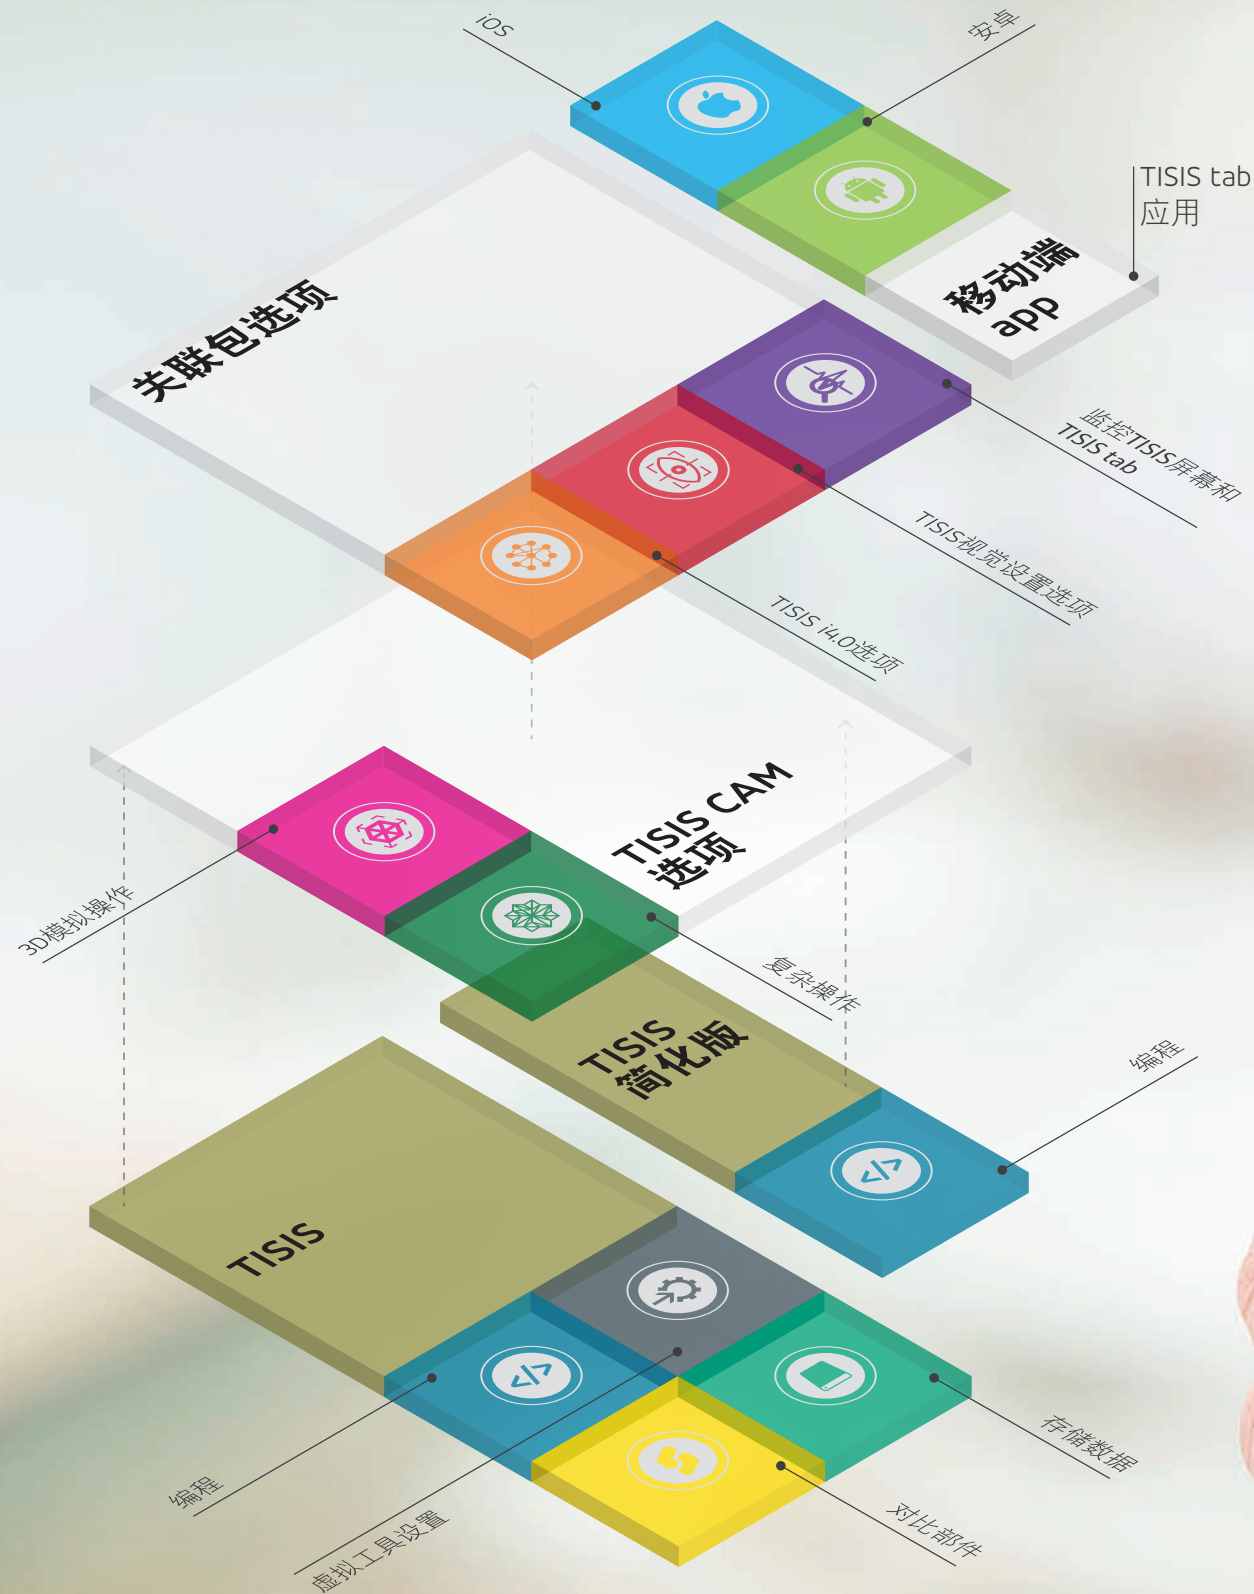 iOS
安卓
TISIS tab
应用
移动端
app
关联包选项
监控TISIS屏幕和
TISIS tab
TISIS视觉设置选项
TISIS i4.0选项
TISIS CAM
选项
3D模拟操作
复杂操作
TISIS
简化版
编程
TISIS
存储数据
编程
对比部件
虚拟工具设置